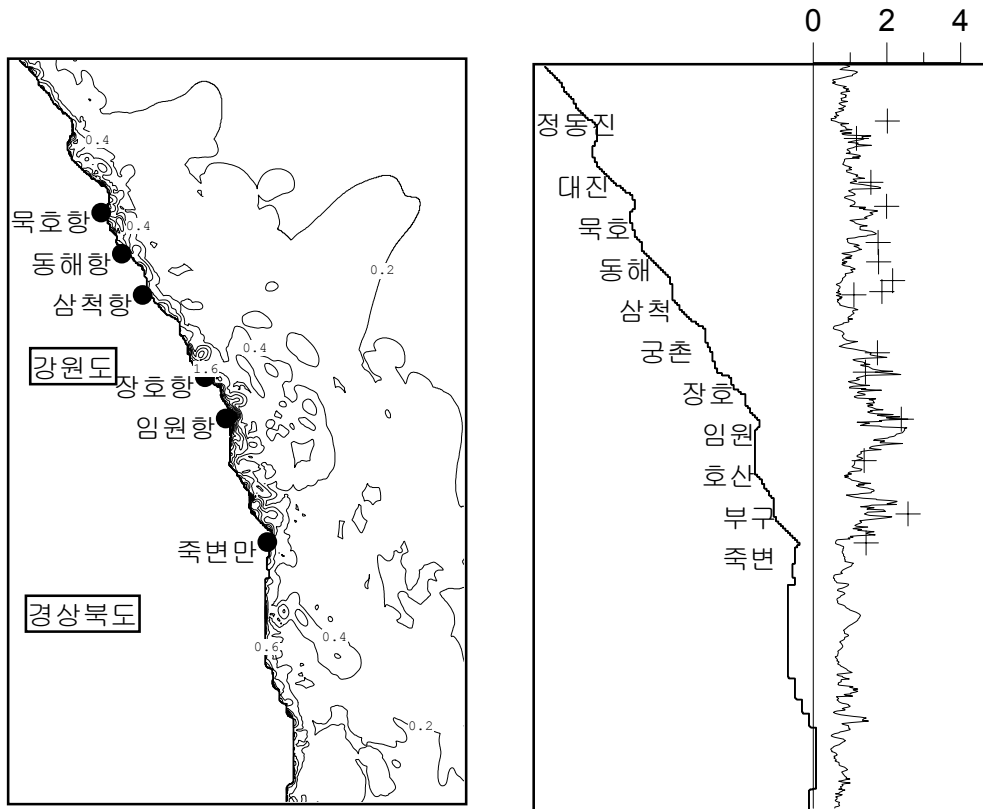 0.4
묵호항
0.4
동해항
0.2
삼척항
0.4
강원도
1.6
장호항
임원항
죽변만
경상북도
0.4
0.6
0.2
0 2 4
정동진
대진
묵호
동해
삼척
궁촌
장호
임원
호산
부구
죽변